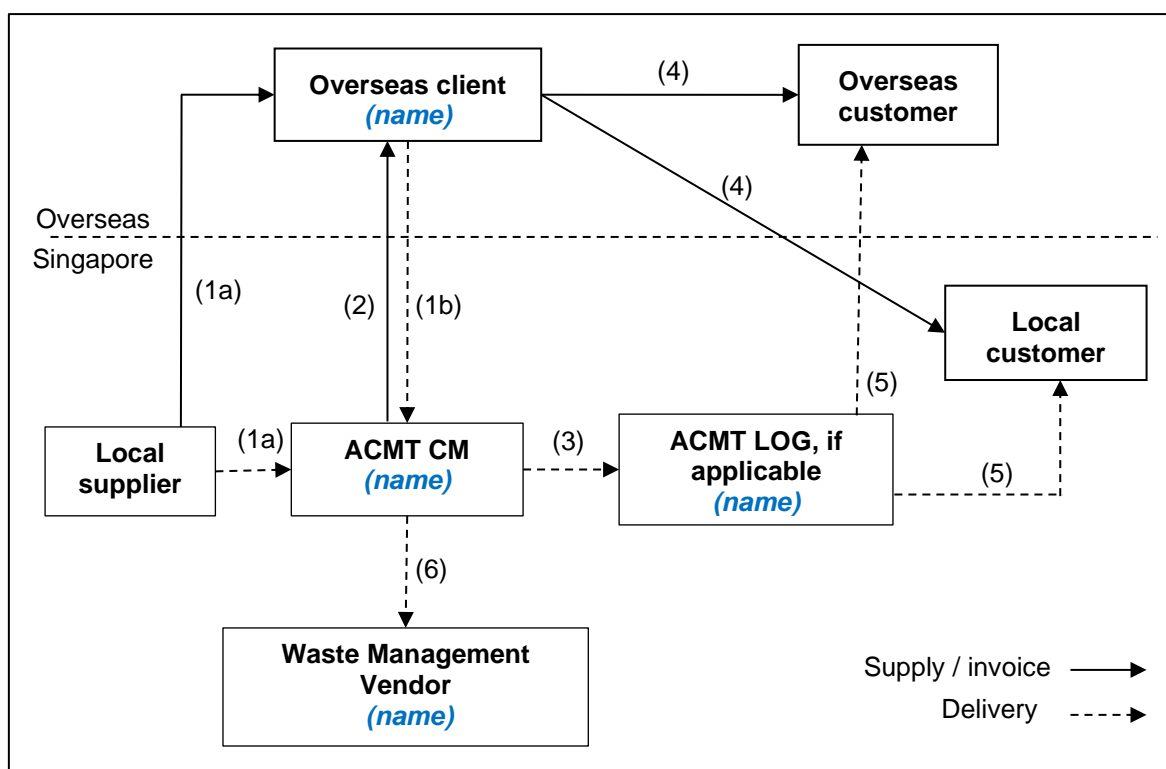 Overseas client
(name)
(4)
Overseas
customer
(4)
Overseas
Singapore
(1a)
(2)
(1b)
Local
customer
(5)
Local
supplier
(1a)
ACMT CM
(name)
(3)
ACMT LOG, if
applicable
(name)
(5)
(6)
Waste Management
Vendor
(name)
Supply / invoice
Delivery